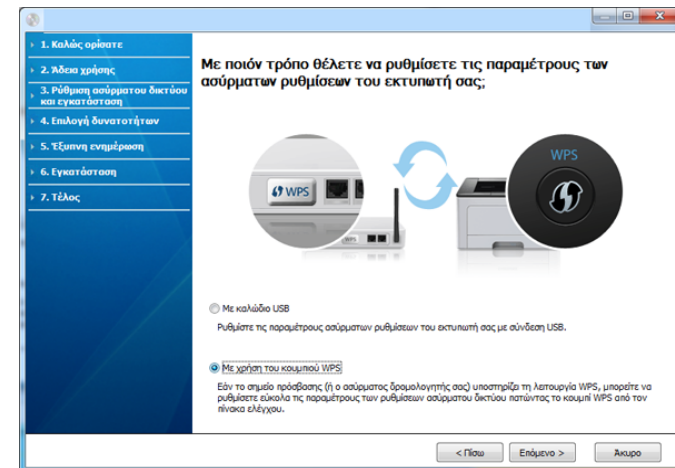 1. Καλώς ορίσατε
2. Άδεια χρήσης
3. Ρύθμιση ασύρματου δικτύου
και εγκατάσταση
4. Επιλογή δυνατοτήτων
5. Έξυπνη ενημέρωση
6. Εγκατάσταση
7. Τέλος
Με ποιόν τρόπο θέλετε να ρυθμίσετε τις παραμέτρους των
ασύρματων ρυθμίσεων του εκτυπωτή σας;
WPS
WPS
WPS
Με καλώδιο USB
Ρυθμίστε τις παραμέτρους ασύρματων ρυθμίσεων του εκτυπωτή σας με σύνδεση USB.
Με χρήση του κουμπιού WPS
Εάν το σημείο πρόσβασης (ή ο ασύρματος δρομολογητής σας) υποστηρίζει τη λειτουργία WPS, μπορείτε να
ρυθμίσετε εύκολα τις παραμέτρους των ρυθμίσεων ασύρματου δικτύου πατώντας το κουμπί WPS από τον
πίνακα ελέγχου.
< Πίσω
Επόμενο >
Άκυρο